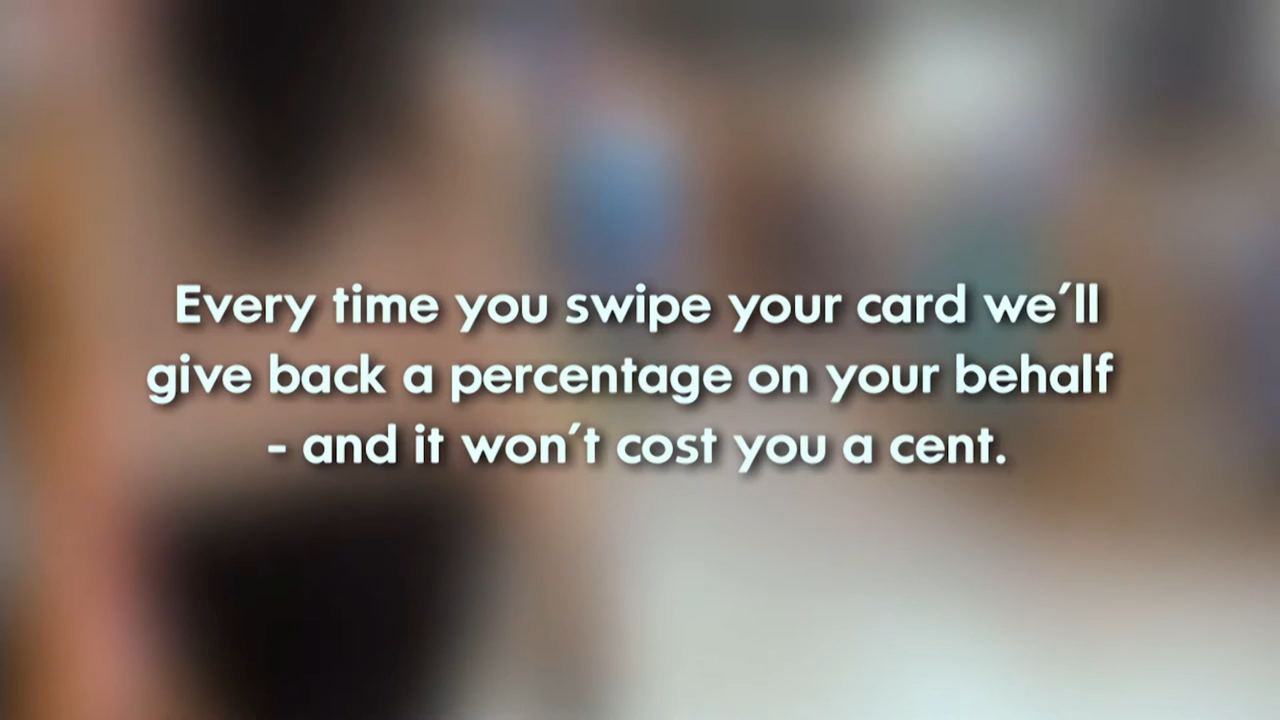 Every time you swipe your card we´ll
give back a percentage on your behalf
- and it won´t cost you a cent.